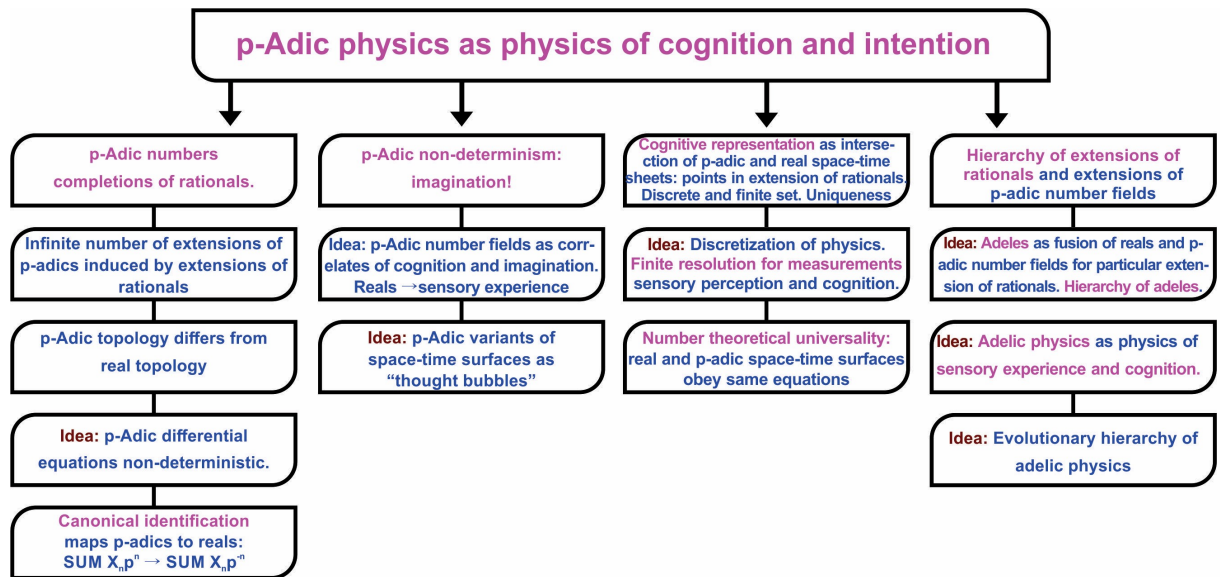 p-Adic physics as physics of cognition and intention
p-Adic numbers
completions of rationals.
Infinite number of extensions of
p-adics induced by extensions of
rationals
p-Adic topology differs from
real topology
Idea: p-Adic differential
equations non-deterministic.
Canonical identification
maps p-adics to reals:
SUM Xₙpⁿ → SUM Xₙp⁻ⁿ
p-Adic non-determinism:
imagination!
Idea: p-Adic number fields as corr-
elates of cognition and imagination.
Reals →sensory experience
Idea: p-Adic variants of
space-time surfaces as
“thought bubbles”
Cognitive representation as interse-
ction of p-adic and real space-time
sheets: points in extension of rationals.
Discrete and finite set. Uniqueness
Idea: Discretization of physics.
Finite resolution for measurements
sensory perception and cognition.
Number theoretical universality:
real and p-adic space-time surfaces
obey same equations
Hierarchy of extensions of
rationals and extensions of
p-adic number fields
Idea: Adeles as fusion of reals and p-
adic number fields for particular exten-
sion of rationals. Hierarchy of adeles.
Idea: Adelic physics as physics of
sensory experience and cognition.
Idea: Evolutionary hierarchy of
adelic physics